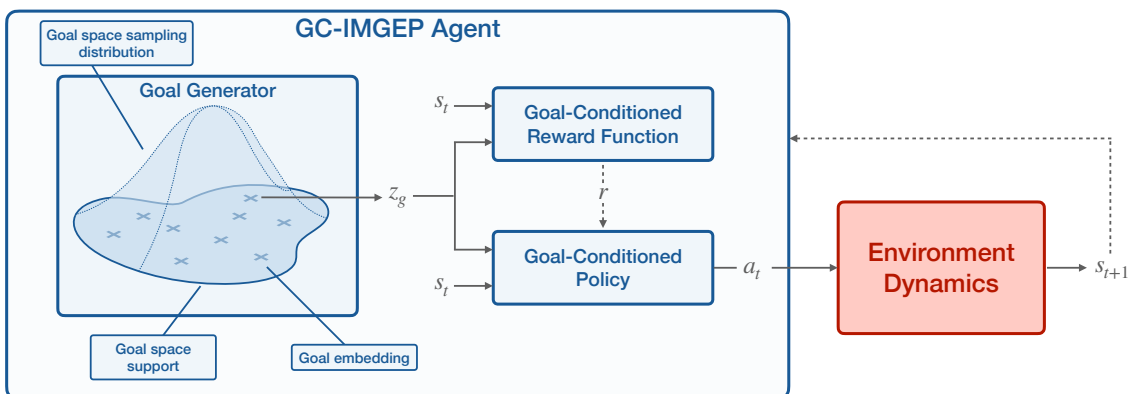 GC-IMGEP Agent
Goal space sampling
distribution
Goal Generator
s_t
Goal-Conditioned
Reward Function
z_g
r
Goal-Conditioned
Policy
s_t
a_t
Environment
Dynamics
s_{t+1}
Goal space
support
Goal embedding